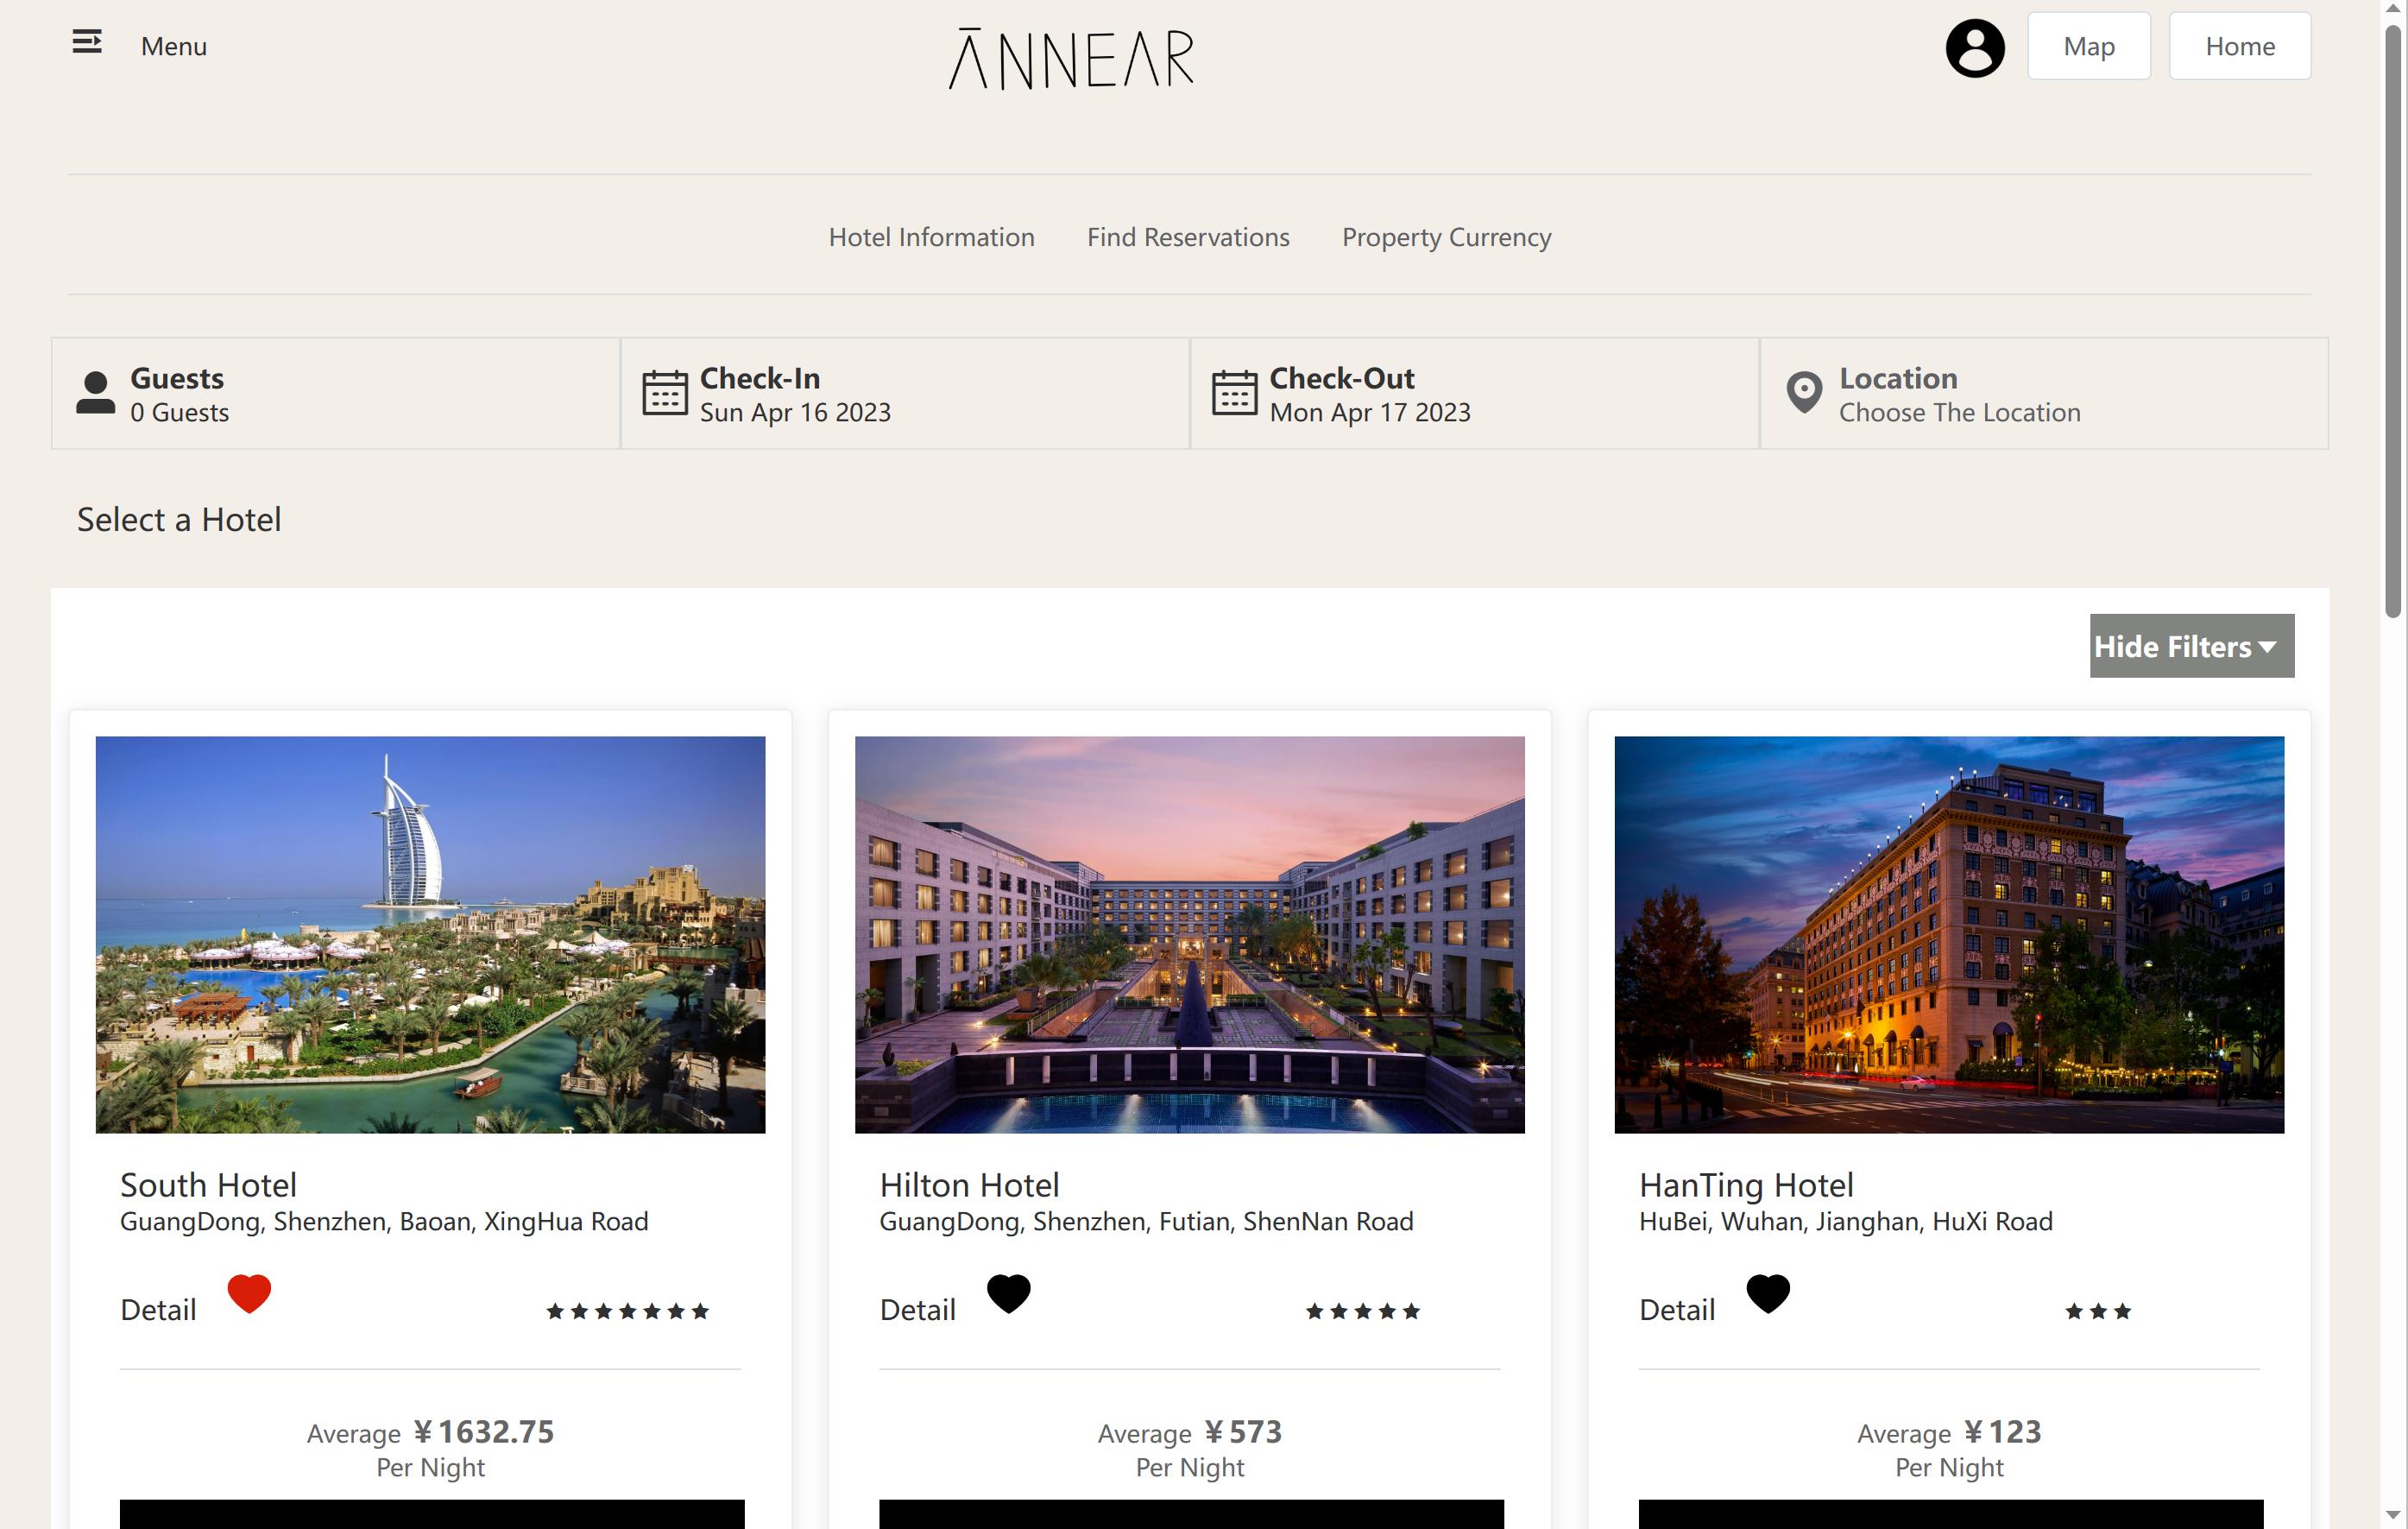 Menu
ĀNNEAR
Map
Home
Hotel Information
Find Reservations
Property Currency
Guests
0 Guests
Check-In
Sun Apr 16 2023
Check-Out
Mon Apr 17 2023
Location
Choose The Location
Select a Hotel
Hide Filters
South Hotel
GuangDong, Shenzhen, Baoan, XingHua Road
Detail
Average ¥1632.75
Per Night
Hilton Hotel
GuangDong, Shenzhen, Futian, ShenNan Road
Detail
Average ¥573
Per Night
HanTing Hotel
HuBei, Wuhan, Jianghan, HuXi Road
Detail
Average ¥123
Per Night